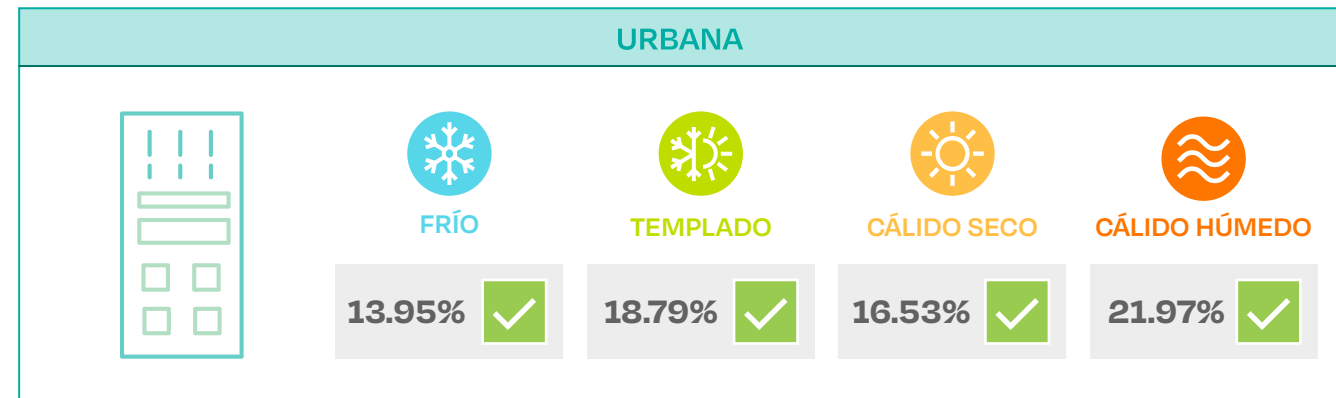 URBANA
FRÍO
TEMPLADO
CÁLIDO SECO
CÁLIDO HÚMEDO
13.95%
18.79%
16.53%
21.97%